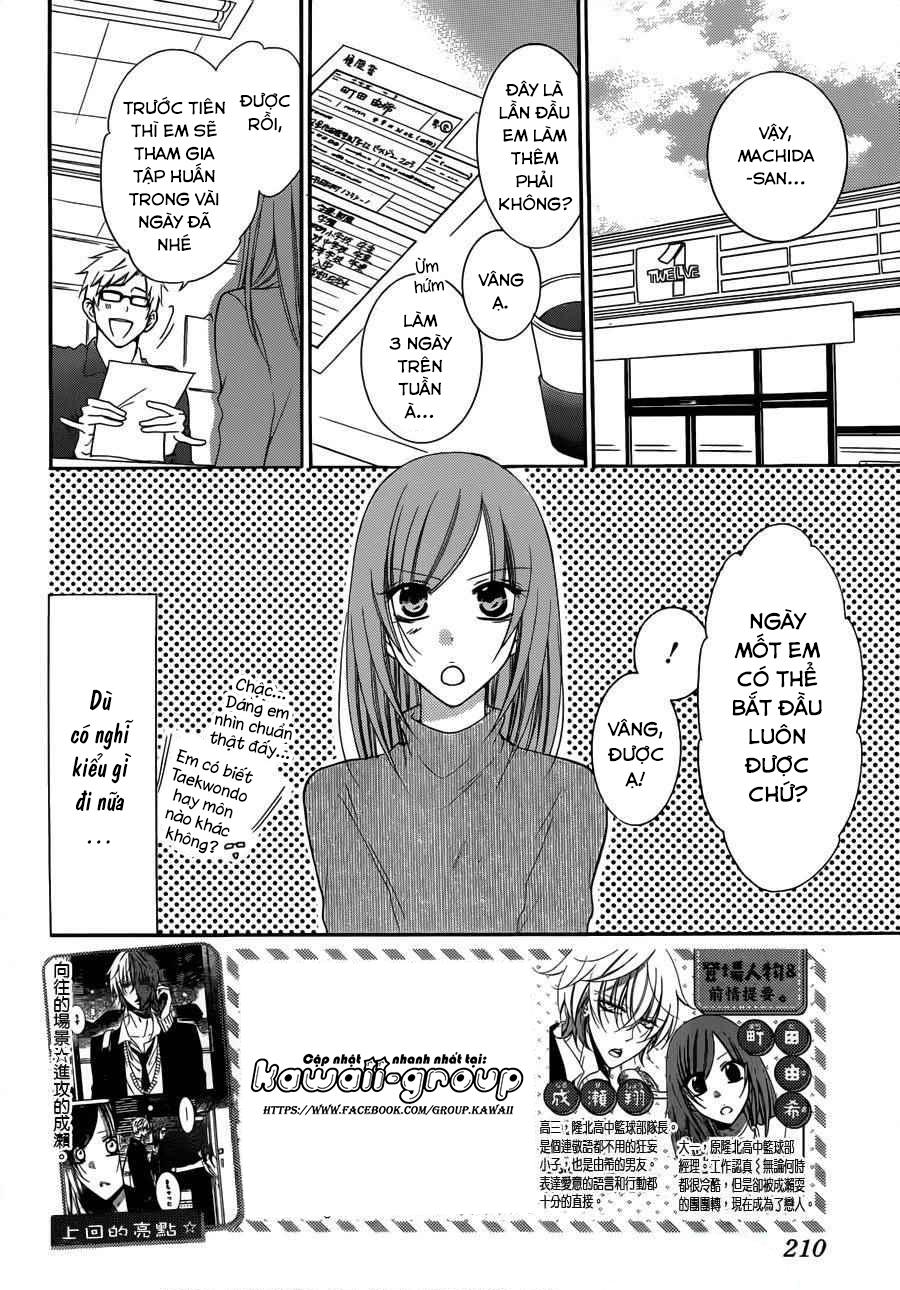 VẬY,
MACHIDA
-SAN...
TWELVE
ĐÂY LÀ
LẦN ĐẦU
EM LÀM
THÊM
PHẢI
KHÔNG?
VÂNG
Ạ.
町田 由希
Ừm
hứm
LÀM
3 NGÀY
TRÊN
TUẦN
À...
ĐƯỢC
RỒI,
TRƯỚC TIÊN
THÌ EM SẼ
THAM GIA
TẬP HUẤN
TRONG VÀI
NGÀY ĐÃ
NHÉ
NGÀY
MỐT EM
CÓ THỂ
BẮT ĐẦU
LUÔN
ĐƯỢC
CHỨ?
!
VÂNG,
ĐƯỢC
Ạ!
Chậc...
Dáng em
nhìn chuẩn
thật đấy...
Em có biết
Taekwondo
hay môn
nào khác
không?
Dù
có nghĩ
kiểu gì
đi nữa
...
登場人物&
前情提要。
町田由希
大一，原隆北高中籃球部
經理。工作認真，無論何時
都很冷酷，但是卻被成瀨耍
的團團轉，現在成為了戀人。
成瀨翔
高三，隆北高中籃球部隊長。
是個連敬語都不用的狂妄
小子，也是由希的男友。
表達愛意的語言和行動都
十分的直接。
Cập nhật nhanh nhất tại:
kawaii-group
HTTPS://WWW.FACEBOOK.COM/GROUP.KAWAII
向往的場景☆進攻的成瀨。
上回的亮點☆
210